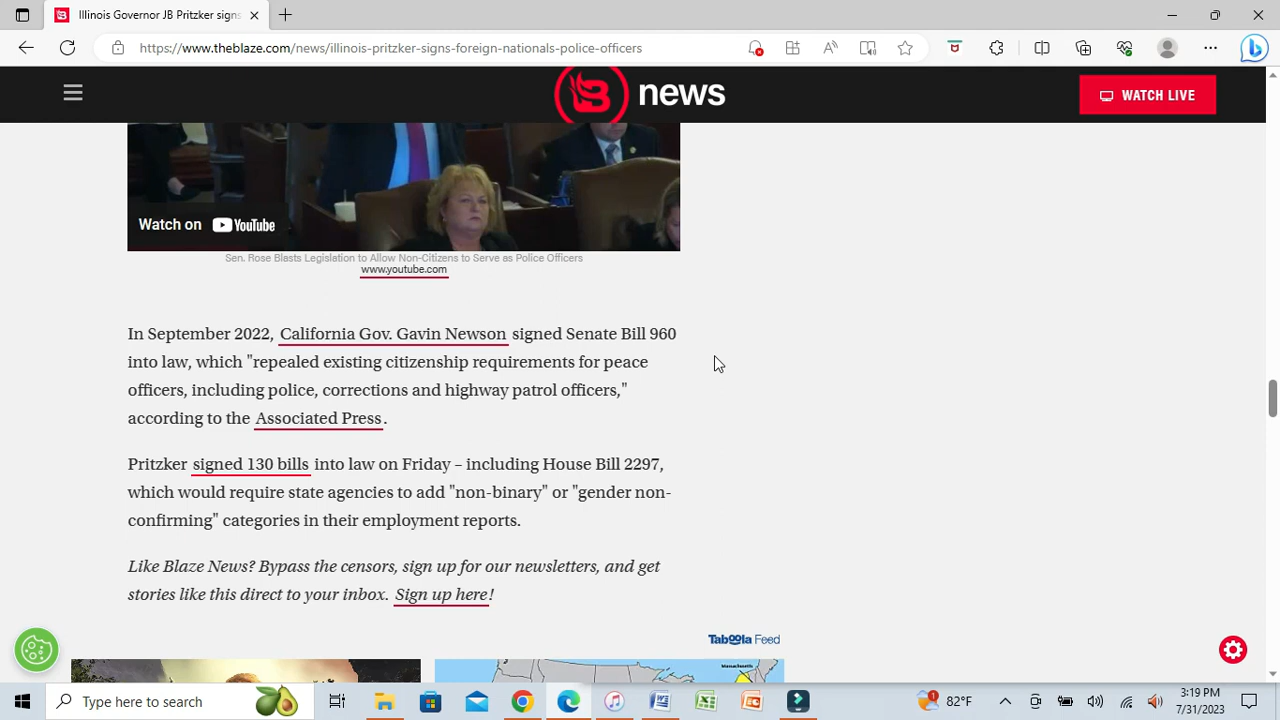 Illinois Governor JB Pritzker signs
https://www.theblaze.com/news/illinois-pritzker-signs-foreign-nationals-police-officers
news
WATCH LIVE
Watch on YouTube
Sen. Rose Blasts Legislation to Allow Non-Citizens to Serve as Police Officers
www.youtube.com
In September 2022, California Gov. Gavin Newson signed Senate Bill 960
into law, which "repealed existing citizenship requirements for peace
officers, including police, corrections and highway patrol officers,"
according to the Associated Press.
Pritzker signed 130 bills into law on Friday – including House Bill 2297,
which would require state agencies to add "non-binary" or "gender non-
confirming" categories in their employment reports.
Like Blaze News? Bypass the censors, sign up for our newsletters, and get
stories like this direct to your inbox. Sign up here!
Taboola Feed
Massachusetts
Type here to search
1
82°F
3:19 PM
7/31/2023